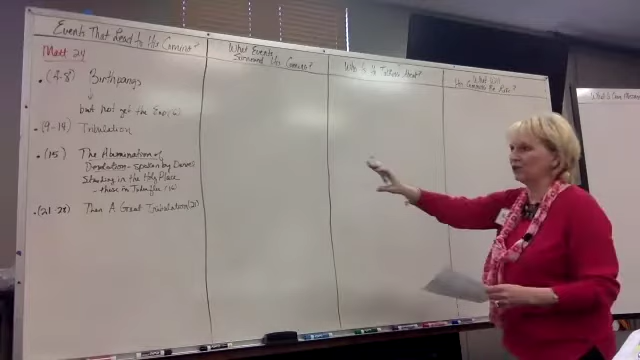 Events That Lead to His Coming?
Matt 24
• (4-8) Birthpangs
↓
but not yet the End (6)
• (9-14) Tribulation
• (15) The Abomination of
Desolation - spoken by Daniel
Standing in the Holy Place
- those in Judea flee (16)
• (21-28) Then A Great Tribulation (21)
What Events
Surround His Coming?
Who Is He Talking About?
What Will
His Coming Be Like?
What Is